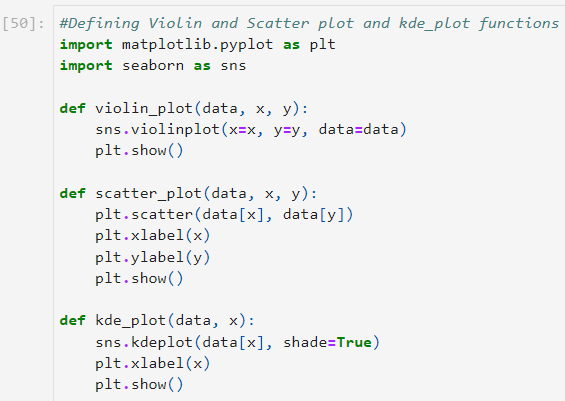 [50]: #Defining Violin and Scatter plot and kde_plot functions
import matplotlib.pyplot as plt
import seaborn as sns

def violin_plot(data, x, y):
    sns.violinplot(x=x, y=y, data=data)
    plt.show()

def scatter_plot(data, x, y):
    plt.scatter(data[x], data[y])
    plt.xlabel(x)
    plt.ylabel(y)
    plt.show()

def kde_plot(data, x):
    sns.kdeplot(data[x], shade=True)
    plt.xlabel(x)
    plt.show()